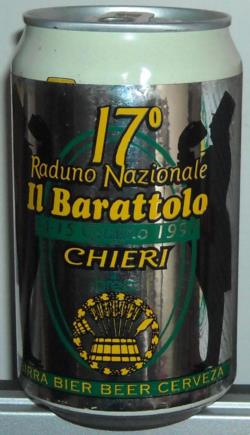 17°
Raduno Nazionale
Il Barattolo
CHIERI
BIRRA BIER BEER CERVEZA